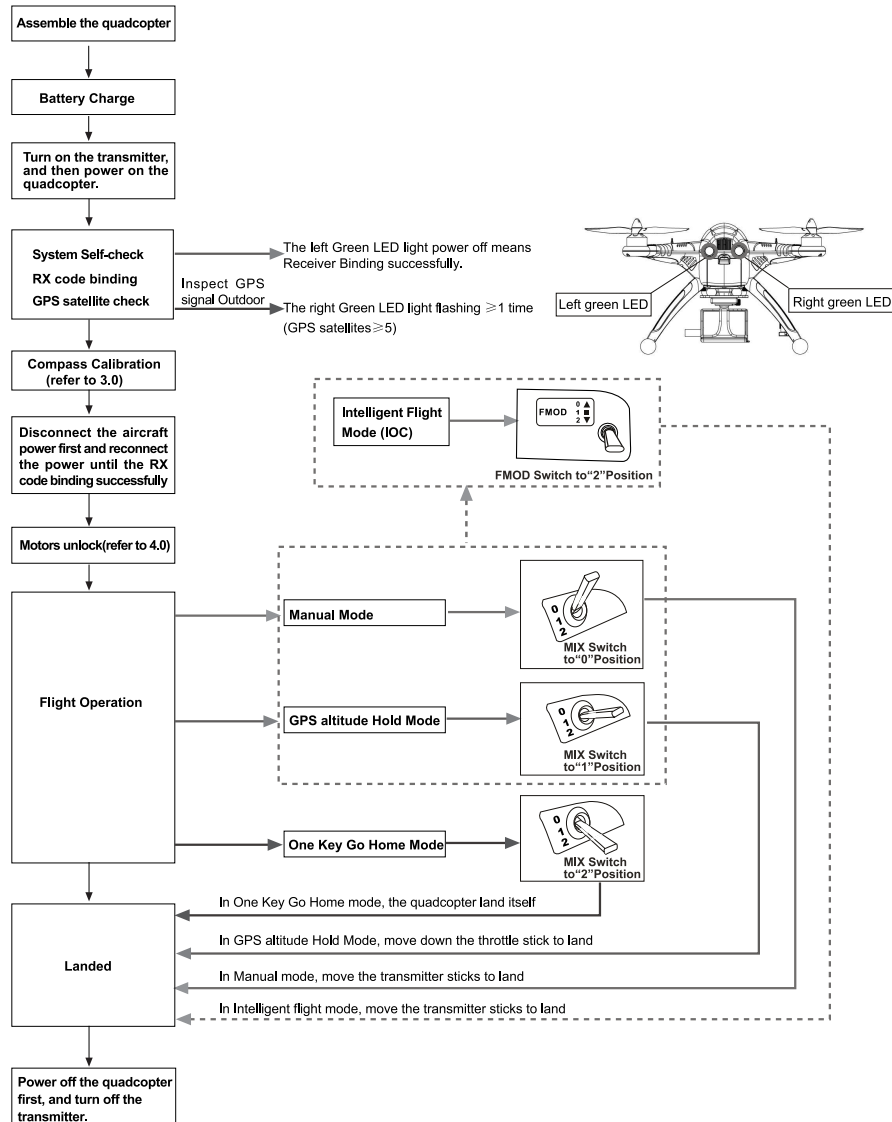 Assemble the quadcopter
Battery Charge
Turn on the transmitter,
and then power on the
quadcopter.
System Self-check
RX code binding
GPS satellite check
The left Green LED light power off means
Receiver Binding successfully.
Inspect GPS
signal Outdoor
The right Green LED light flashing ≥1 time
(GPS satellites≥5)
Left green LED
Right green LED
Compass Calibration
(refer to 3.0)
Disconnect the aircraft
power first and reconnect
the power until the RX
code binding successfully
Intelligent Flight
Mode (IOC)
FMOD 0 ▲
1 ■
2 ▼
FMOD Switch to“2”Position
Motors unlock(refer to 4.0)
Flight Operation
Manual Mode
0
1
2
MIX Switch
to“0”Position
GPS altitude Hold Mode
0
1
2
MIX Switch
to“1”Position
One Key Go Home Mode
0
1
2
MIX Switch
to“2”Position
Landed
In One Key Go Home mode, the quadcopter land itself
In GPS altitude Hold Mode, move down the throttle stick to land
In Manual mode, move the transmitter sticks to land
In Intelligent flight mode, move the transmitter sticks to land
Power off the quadcopter
first, and turn off the
transmitter.